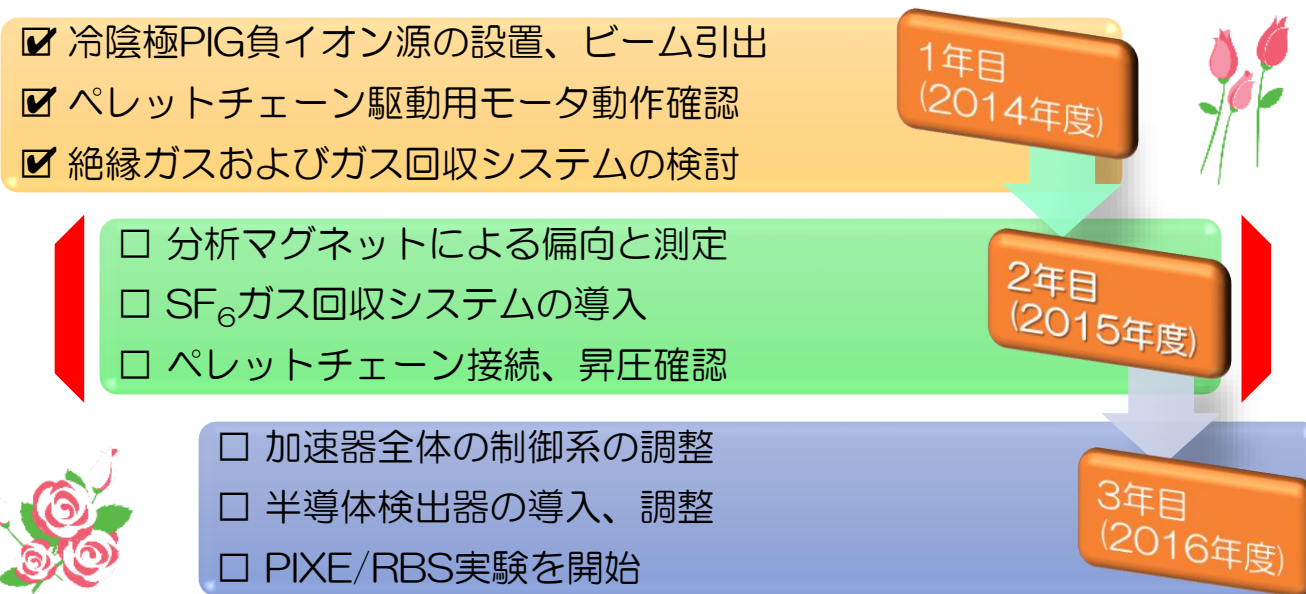 ☑ 冷陰極PIG負イオン源の設置、ビーム引出
☑ ペレットチェーン駆動用モータ動作確認
☑ 絶縁ガスおよびガス回収システムの検討
1年目
(2014年度)
□ 分析マグネットによる偏向と測定
□ SF₆ガス回収システムの導入
□ ペレットチェーン接続、昇圧確認
2年目
(2015年度)
□ 加速器全体の制御系の調整
□ 半導体検出器の導入、調整
□ PIXE/RBS実験を開始
3年目
(2016年度)